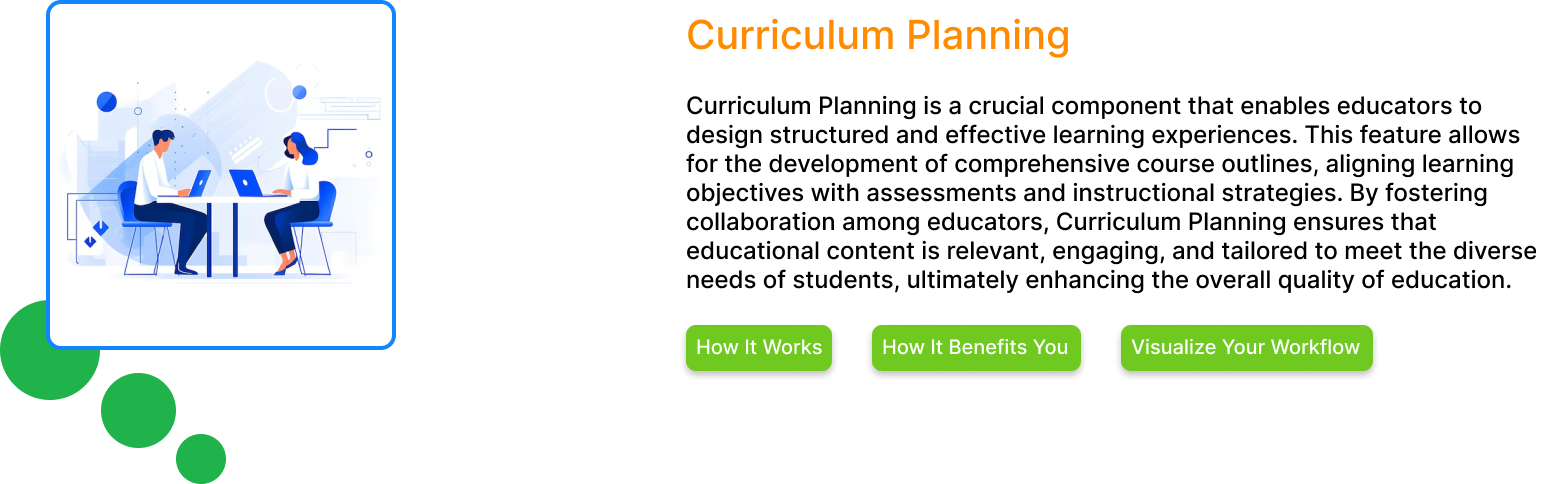 Curriculum Planning
Curriculum Planning is a crucial component that enables educators to
design structured and effective learning experiences. This feature allows
for the development of comprehensive course outlines, aligning learning
objectives with assessments and instructional strategies. By fostering
collaboration among educators, Curriculum Planning ensures that
educational content is relevant, engaging, and tailored to meet the diverse
needs of students, ultimately enhancing the overall quality of education.
How It Works
How It Benefits You
Visualize Your Workflow